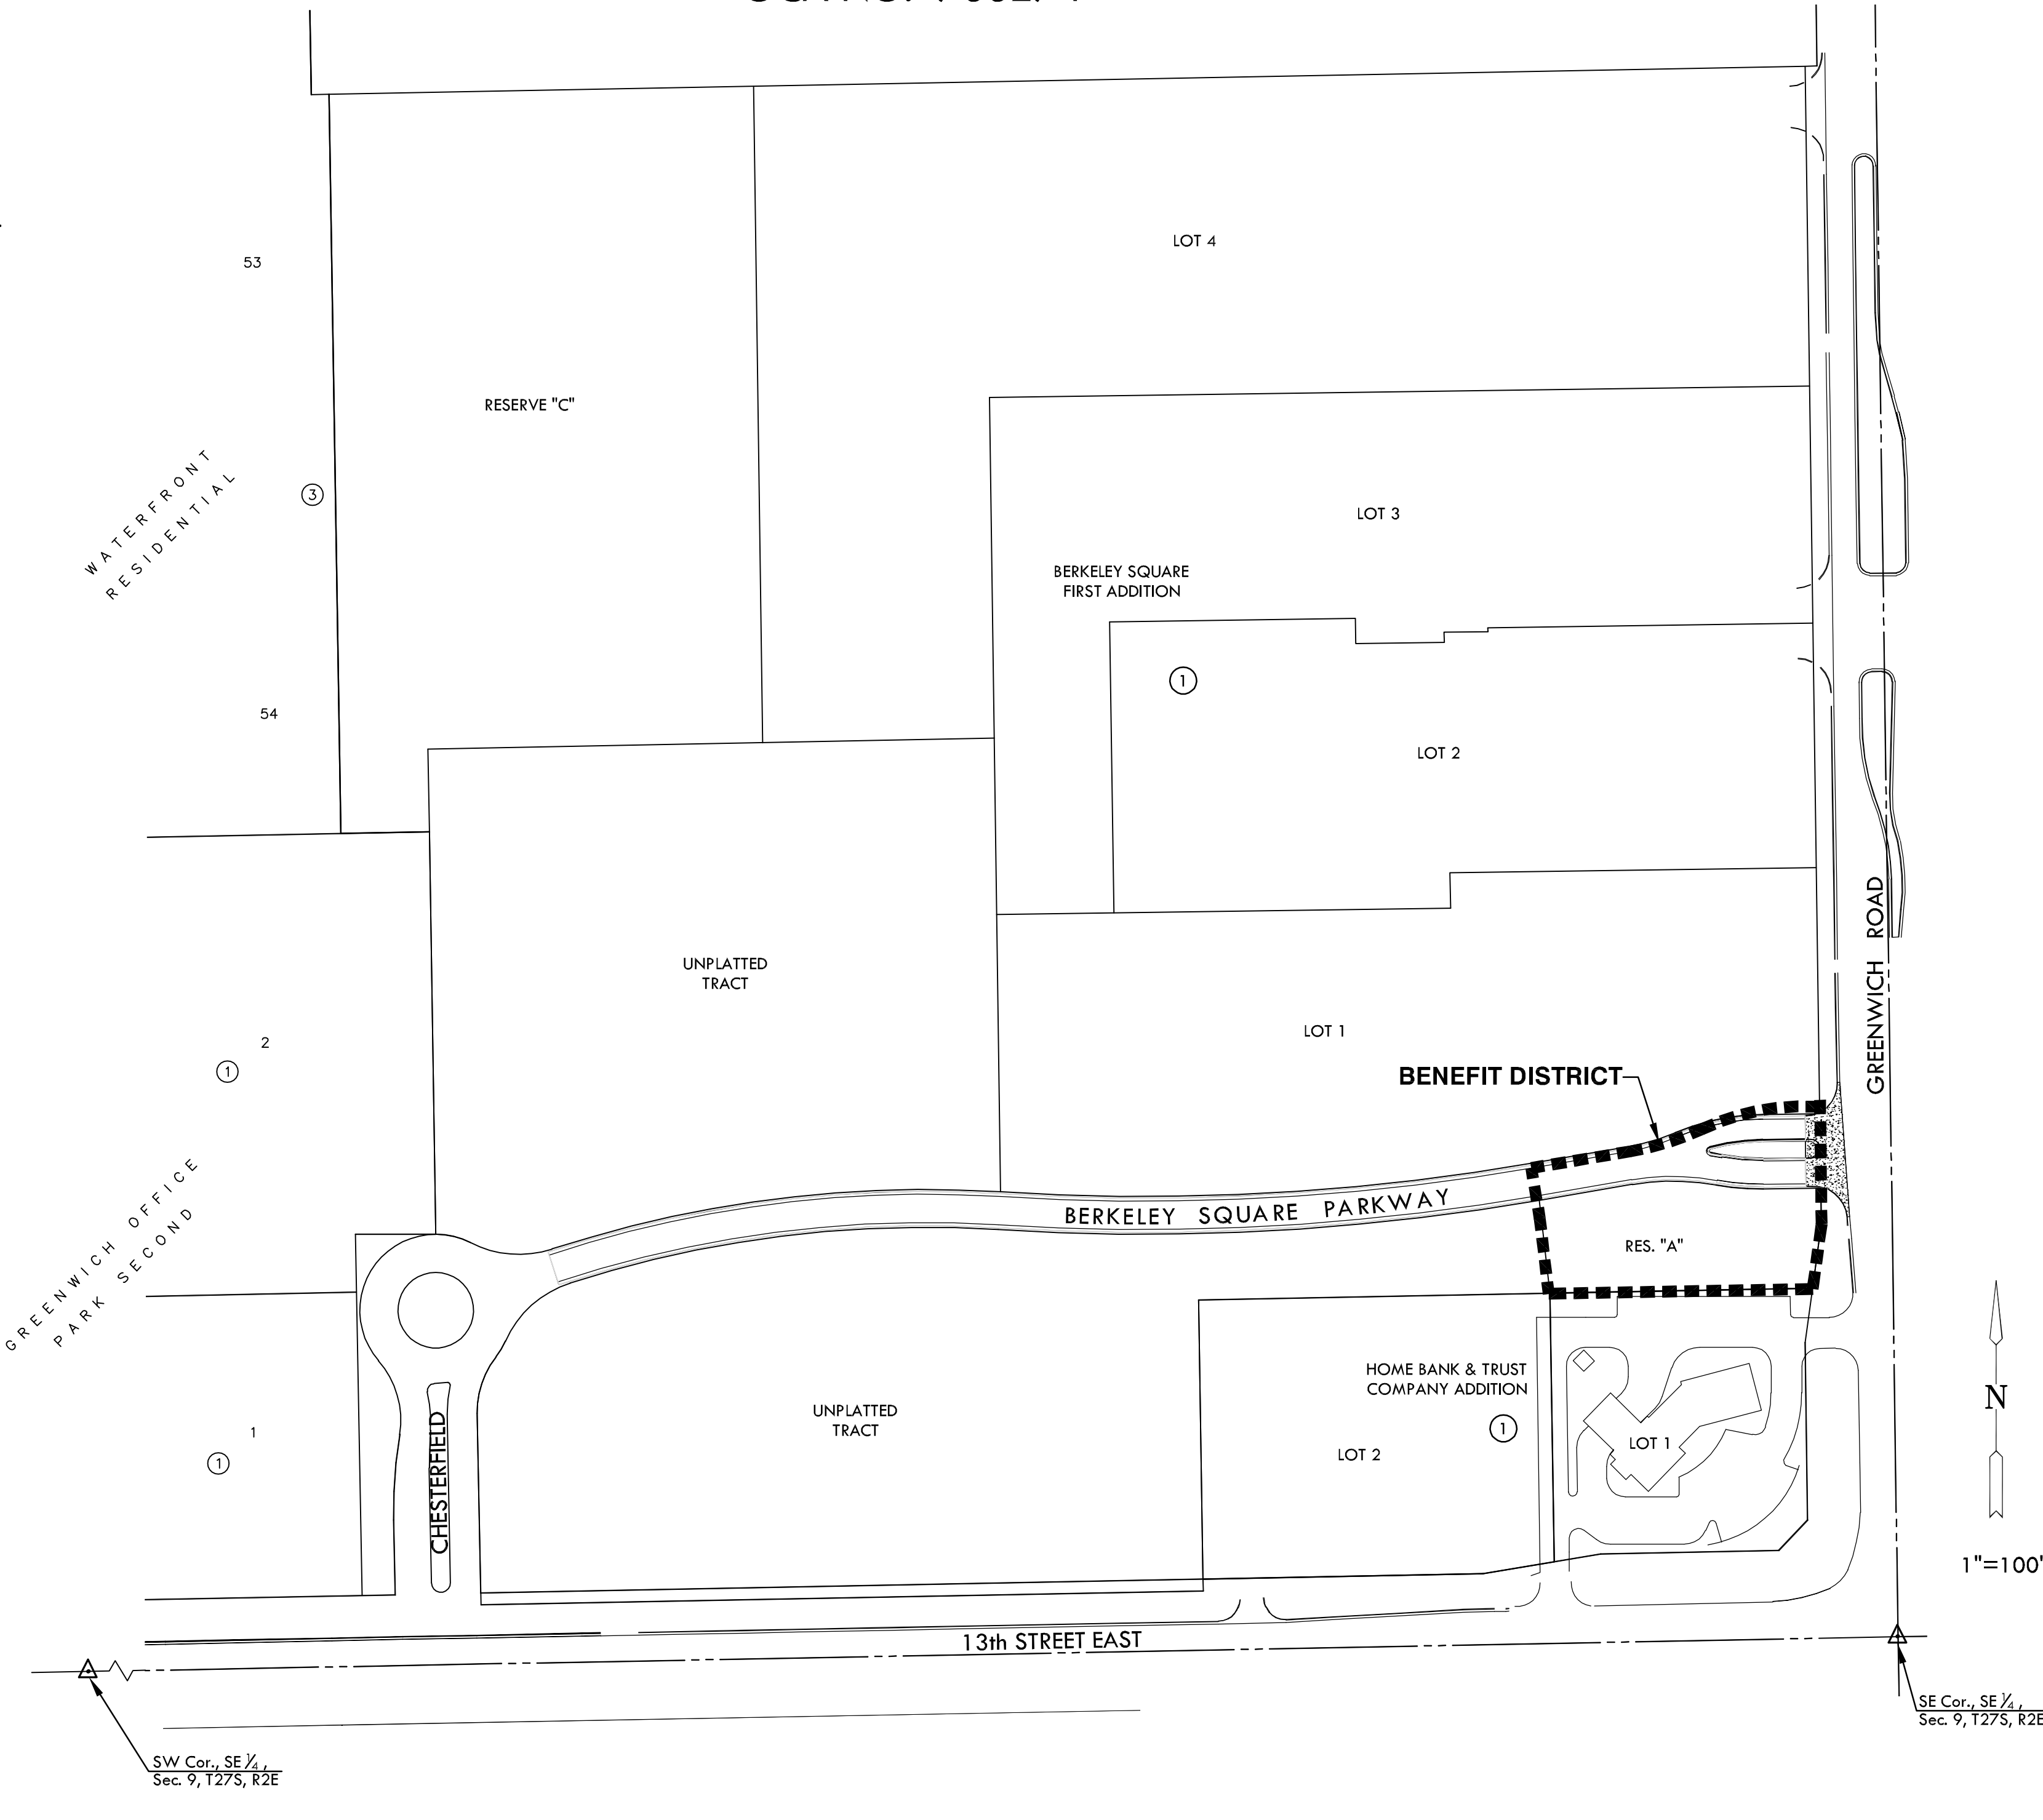 LOT 4
53
RESERVE "C"
WATERFRONT
RESIDENTIAL
3
LOT 3
BERKELEY SQUARE
FIRST ADDITION
1
54
LOT 2
UNPLATTED
TRACT
GREENWICH ROAD
LOT 1
2
1
BENEFIT DISTRICT
BERKELEY SQUARE PARKWAY
RES. "A"
GREENWICH OFFICE
PARK SECOND
HOME BANK & TRUST
COMPANY ADDITION
1
N
UNPLATTED
TRACT
1
1
CHESTERFIELD
LOT 2
LOT 1
1"=100'
13th STREET EAST
SE Cor., SE 1/4,
Sec. 9, T27S, R2E
SW Cor., SE 1/4,
Sec. 9, T27S, R2E